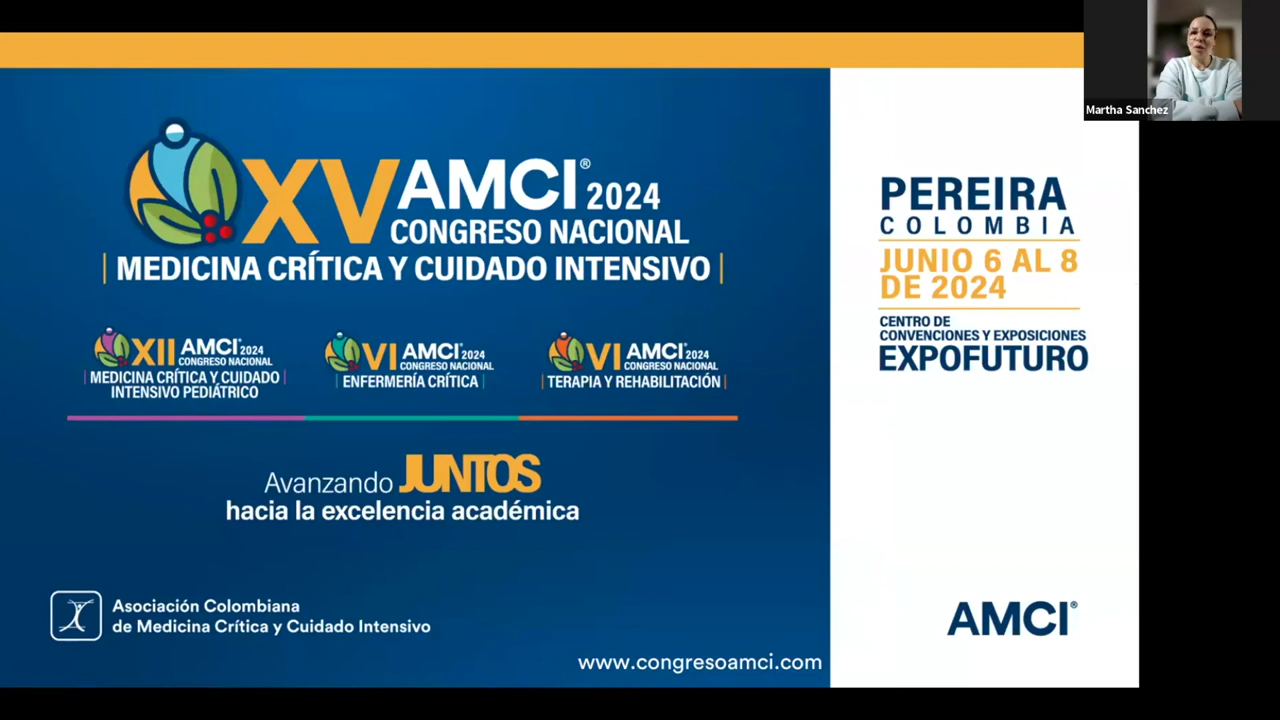 Martha Sanchez
XV AMCI® 2024
CONGRESO NACIONAL
| MEDICINA CRÍTICA Y CUIDADO INTENSIVO |
XII AMCI® 2024
CONGRESO NACIONAL
| MEDICINA CRÍTICA Y CUIDADO |
INTENSIVO PEDIÁTRICO
VI AMCI® 2024
CONGRESO NACIONAL
| ENFERMERÍA CRÍTICA |
VI AMCI® 2024
CONGRESO NACIONAL
| TERAPIA Y REHABILITACIÓN |
Avanzando JUNTOS
hacia la excelencia académica
Asociación Colombiana
de Medicina Crítica y Cuidado Intensivo
www.congresoamci.com
PEREIRA
COLOMBIA
JUNIO 6 AL 8
DE 2024
CENTRO DE
CONVENCIONES Y EXPOSICIONES
EXPOFUTURO
AMCI®